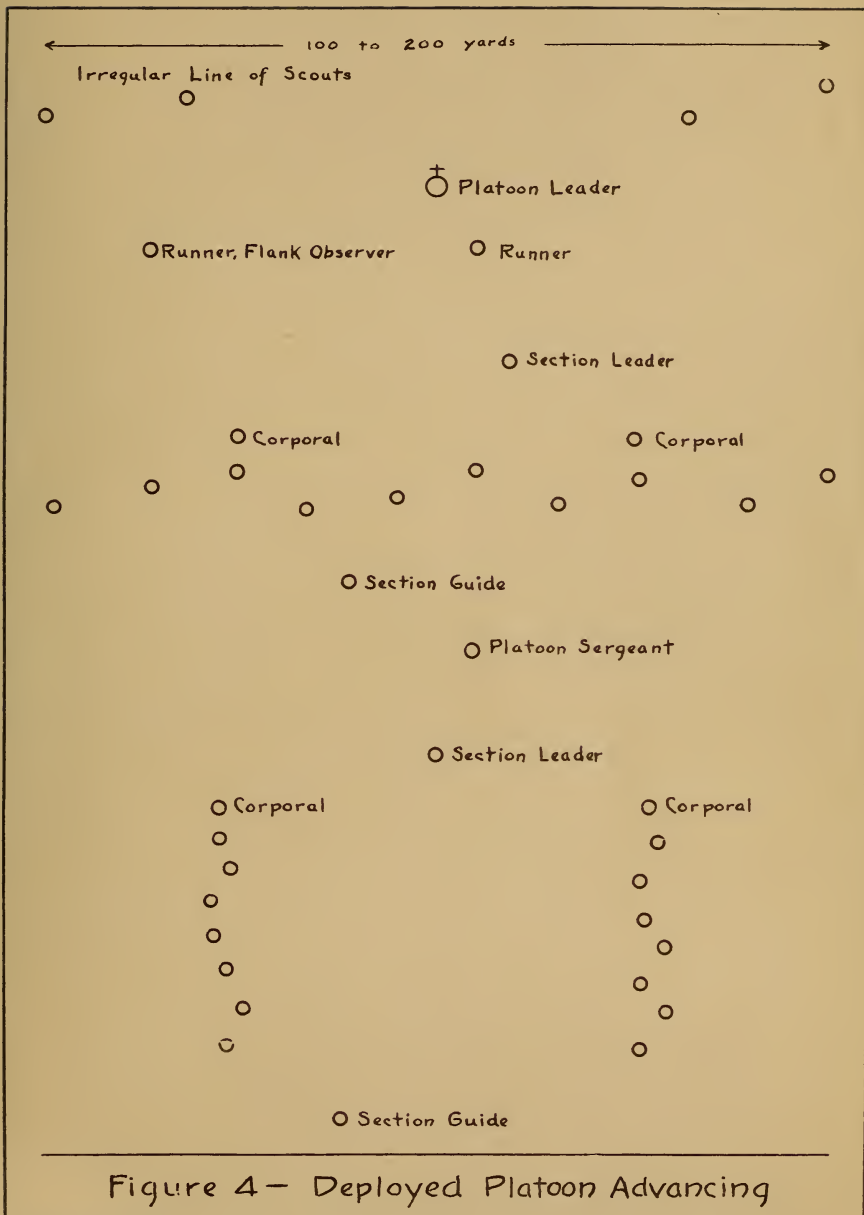 100 to 200 yards
Irregular Line of Scouts
Platoon Leader
Runner, Flank Observer
Runner
Section Leader
Corporal
Corporal
Section Guide
Platoon Sergeant
Section Leader
Corporal
Corporal
Section Guide
Figure 4— Deployed Platoon Advancing